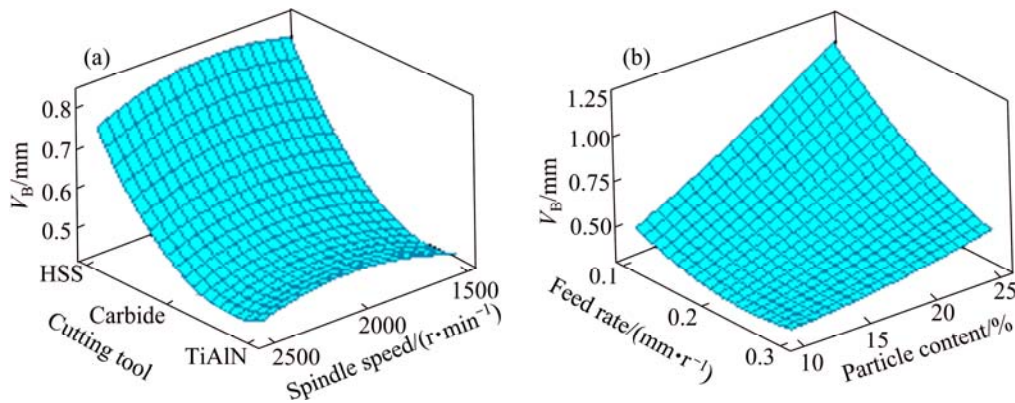 (a)
0.8
0.7
0.6
0.5
V_B/mm
HSS
Carbide
TiAlN
Cutting tool
2500
2000
1500
Spindle speed/(r•min⁻¹)
(b)
1.25
1.00
0.75
0.50
V_B/mm
0.1
0.2
0.3
Feed rate/(mm•r⁻¹)
10
15
20
25
Particle content/%